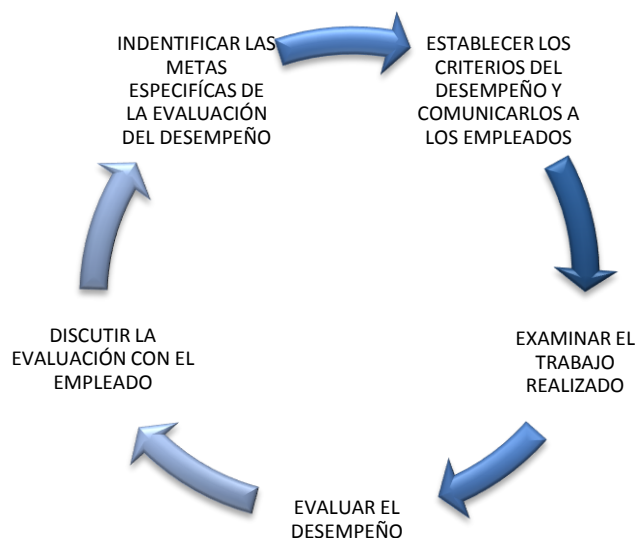 INDENTIFICAR LAS
METAS
ESPECIFÍCAS DE
LA EVALUACIÓN
DEL DESEMPEÑO
ESTABLECER LOS
CRITERIOS DEL
DESEMPEÑO Y
COMUNICARLOS A
LOS EMPLEADOS
EXAMINAR EL
TRABAJO
REALIZADO
EVALUAR EL
DESEMPEÑO
DISCUTIR LA
EVALUACIÓN CON EL
EMPLEADO